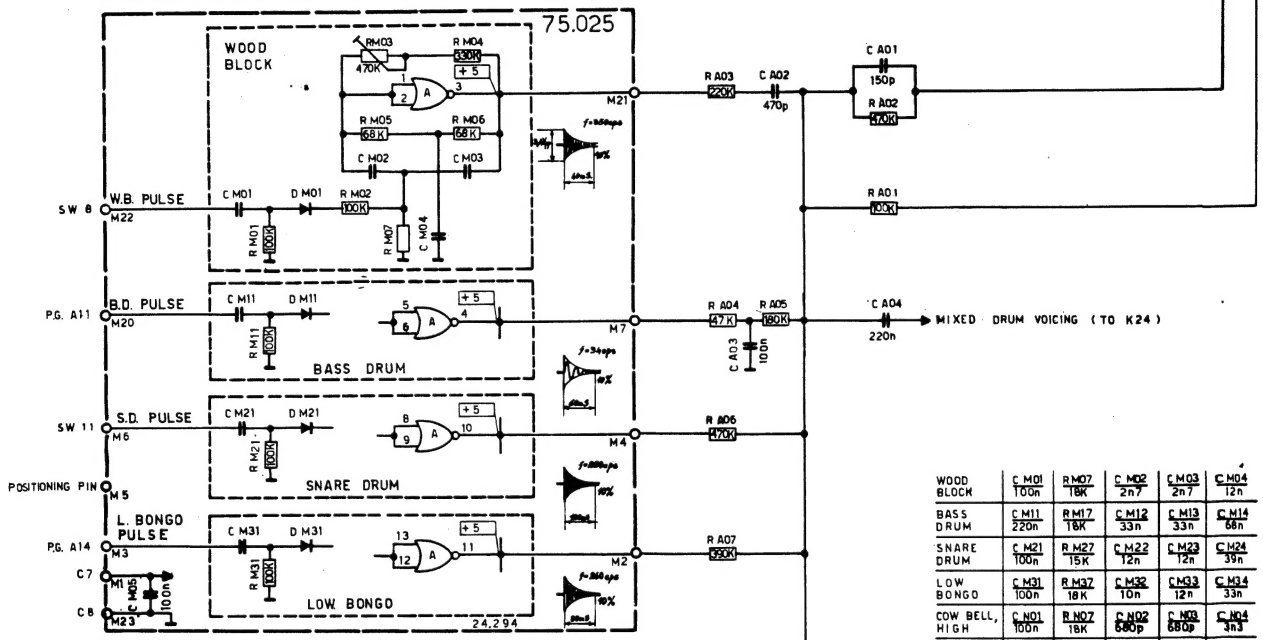 75.025
WOOD BLOCK
RM03
470K
R M04
330K
+5
1
2
A
3
M21
R M05
68K
R M06
68K
C M02
C M03
10%
SW 8
W.B. PULSE
M22
C M01
D M01
R M02
100K
R M01
100K
R M07
C M04
P.G. A11
B.D. PULSE
M20
C M11
D M11
R M11
100K
5
6
A
4
+5
M7
BASS DRUM
10%
SW 11
S.D. PULSE
M6
C M21
D M21
R M21
100K
8
9
A
10
+5
M4
SNARE DRUM
10%
POSITIONING PIN
M5
L. BONGO PULSE
P.G. A14
M3
C M31
D M31
R M31
100K
13
12
A
11
+5
M2
LOW BONGO
10%
C7
M1
C M05
100n
C8
M23
24.294
R A03
220K
C A02
470p
C A01
150p
R A02
470K
R A01
100K
R A04
47K
R A05
180K
C A03
100n
C A04
220n
MIXED DRUM VOICING (TO K24)
R A06
470K
R A07
390K
WOOD BLOCK C M01 100n R M07 18K C M02 2n7 C M03 2n7 C M04 12n
BASS DRUM C M11 220n R M17 18K C M12 33n C M13 33n C M14 68n
SNARE DRUM C M21 100n R M27 15K C M22 12n C M23 12n C M24 39n
LOW BONGO C M31 100n R M37 18K C M32 10n C M33 12n C M34 33n
COW BELL, HIGH C N01 100n R N07 18K C N02 680p C N03 680p C N04 3n3